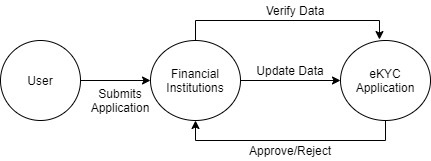 Verify Data
User
Submits
Application
Financial
Institutions
Update Data
eKYC
Application
Approve/Reject